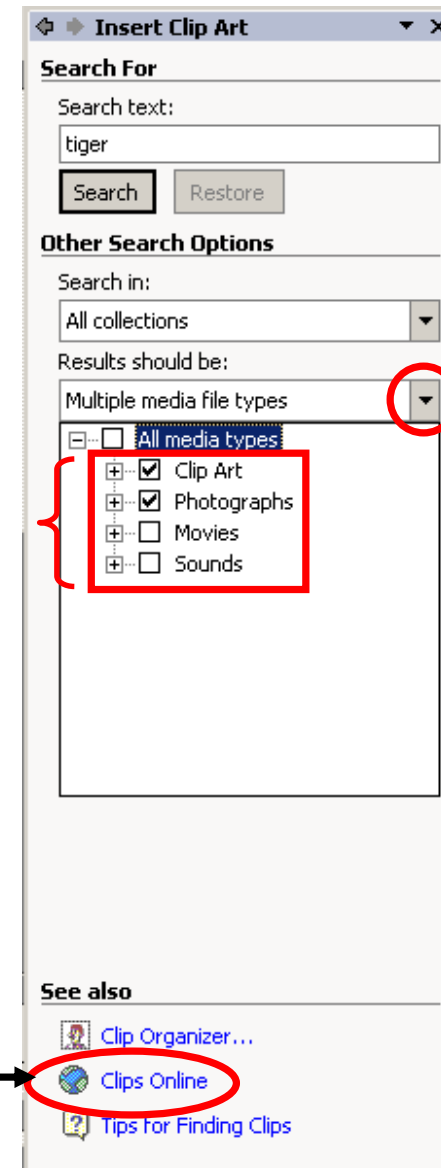 Insert Clip Art
Search For
Search text:
tiger
Search Restore
Other Search Options
Search in:
All collections
Results should be:
Multiple media file types
All media types
Clip Art
Photographs
Movies
Sounds
See also
Clip Organizer...
Clips Online
Tips for Finding Clips